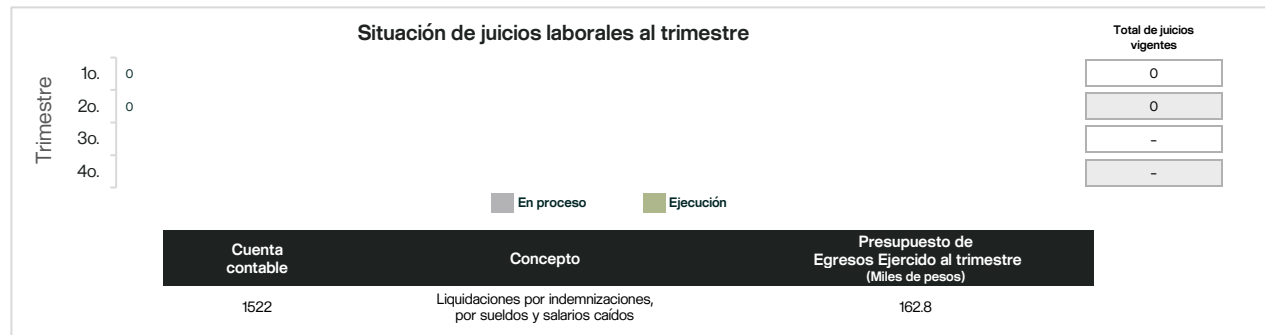 Situación de juicios laborales al trimestre
Total de juicios
vigentes
Trimestre
1o. 0 0
2o. 0 0
3o. -
4o. -
En proceso Ejecución
Cuenta
contable
Concepto
Presupuesto de
Egresos Ejercido al trimestre
(Miles de pesos)
1522
Liquidaciones por indemnizaciones,
por sueldos y salarios caídos
162.8